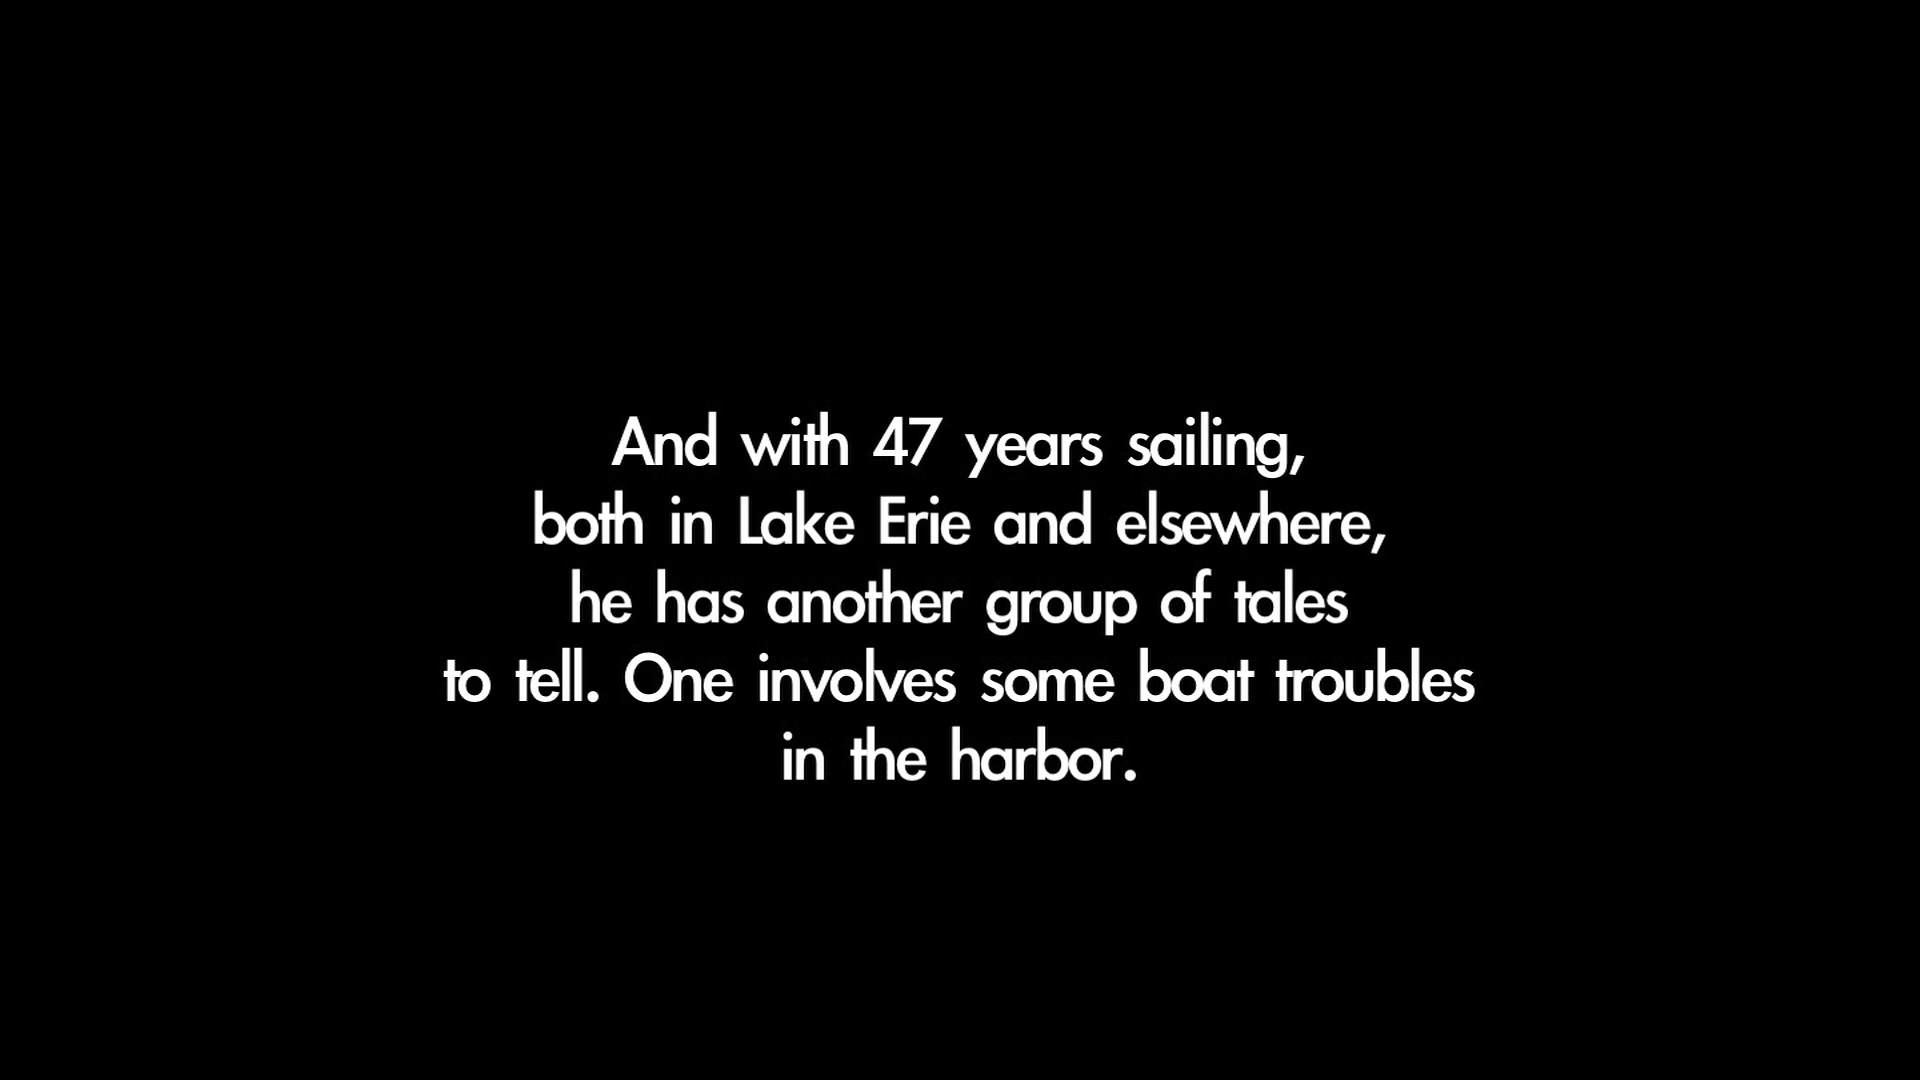 And with 47 years sailing,
both in Lake Erie and elsewhere,
he has another group of tales
to tell. One involves some boat troubles
in the harbor.